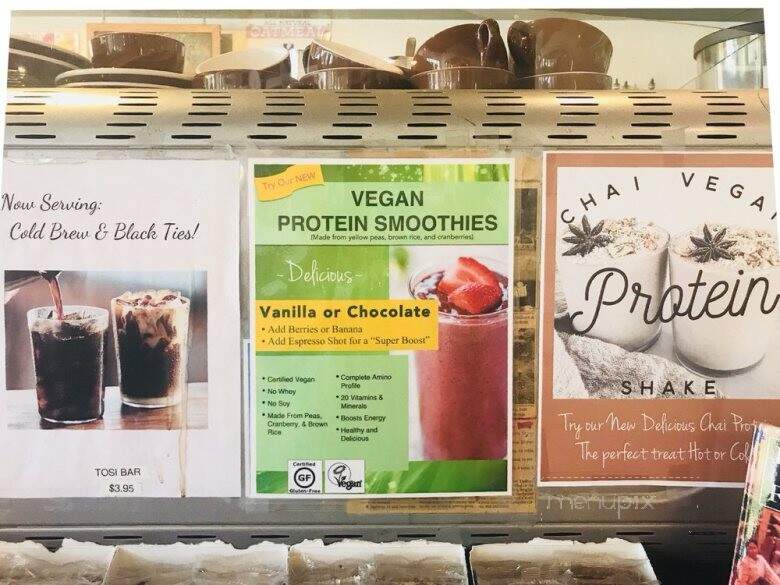 ALL NATURAL
OATMEAL
Now Serving:
Cold Brew & Black Ties!
TOSI BAR
$3.95
Try Our NEW
VEGAN
PROTEIN SMOOTHIES
(Made from yellow peas, brown rice, and cranberries)
~Delicious~
Vanilla or Chocolate
• Add Berries or Banana
• Add Espresso Shot for a "Super Boost"
• Certified Vegan
• No Whey
• No Soy
• Made From Peas,
Cranberry, & Brown
Rice
• Complete Amino
Profile
• 20 Vitamins &
Minerals
• Boosts Energy
• Healthy and
Delicious
Certified
GF
Gluten-Free
Vegan
CHAI VEGA
Protein
SHAKE
Try our New Delicious Chai Prot
The perfect treat Hot or Col
menupix